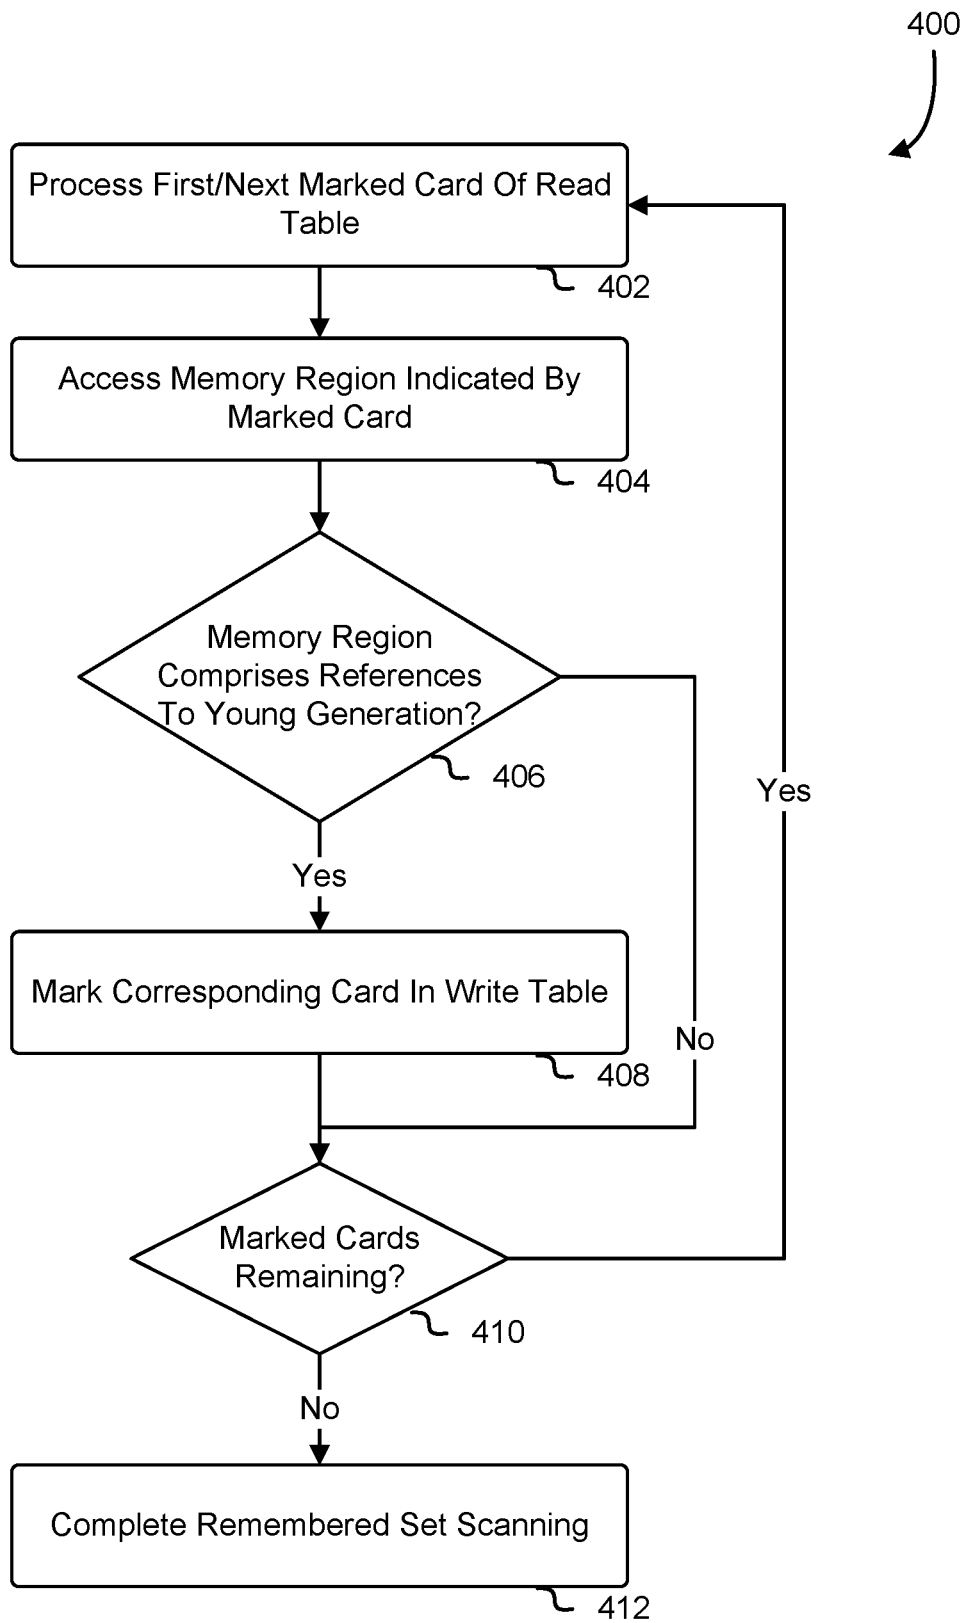 400
Process First/Next Marked Card Of Read
Table
402
Access Memory Region Indicated By
Marked Card
404
Memory Region
Comprises References
To Young Generation?
406
Yes
Yes
Mark Corresponding Card In Write Table
No
408
Marked Cards
Remaining?
410
No
Complete Remembered Set Scanning
412